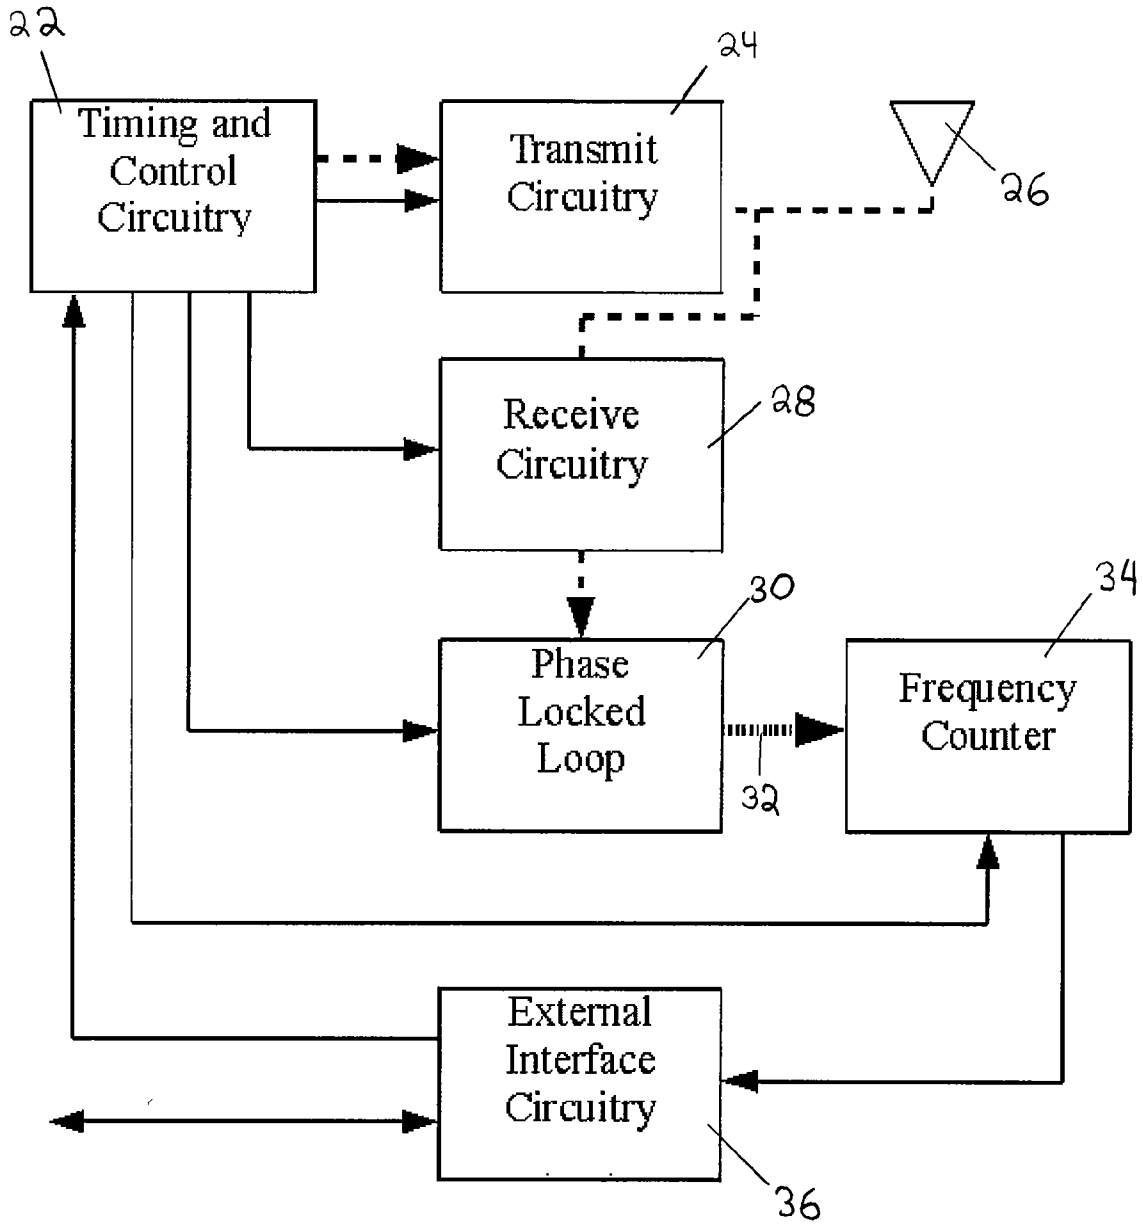 22
24
Timing and
Control
Circuitry
Transmit
Circuitry
26
Receive
Circuitry
28
30
34
Phase
Locked
Loop
Frequency
Counter
32
External
Interface
Circuitry
36